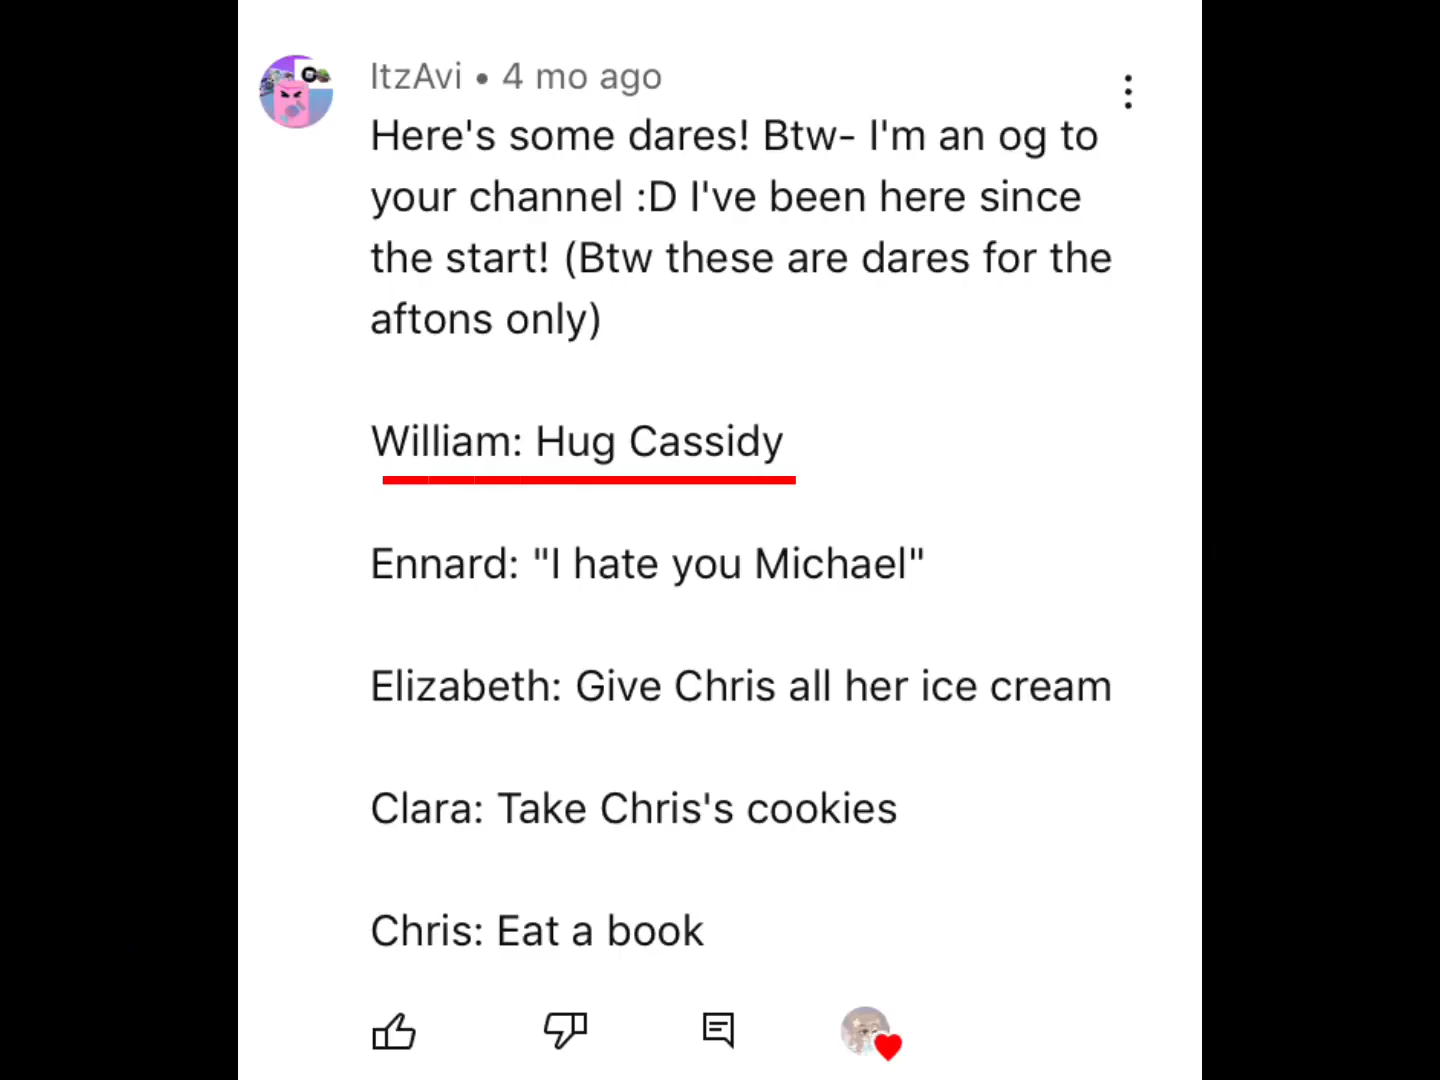 ItzAvi • 4 mo ago
Here's some dares! Btw- I'm an og to
your channel :D I've been here since
the start! (Btw these are dares for the
aftons only)
William: Hug Cassidy
Ennard: "I hate you Michael"
Elizabeth: Give Chris all her ice cream
Clara: Take Chris's cookies
Chris: Eat a book